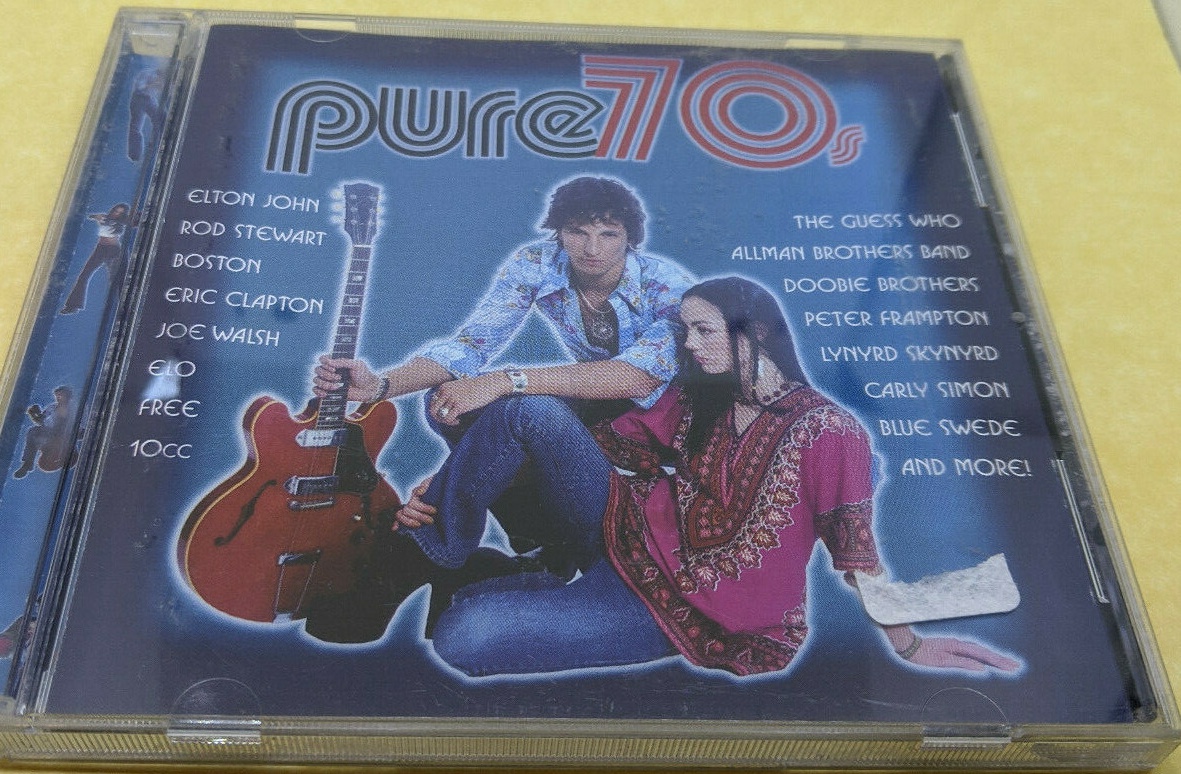 pure70s
ELTON JOHN
ROD STEWART
BOSTON
ERIC CLAPTON
JOE WALSH
ELO
FREE
10CC
THE GUESS WHO
ALLMAN BROTHERS BAND
DOOBIE BROTHERS
PETER FRAMPTON
LYNYRD SKYNYRD
CARLY SIMON
BLUE SWEDE
AND MORE!